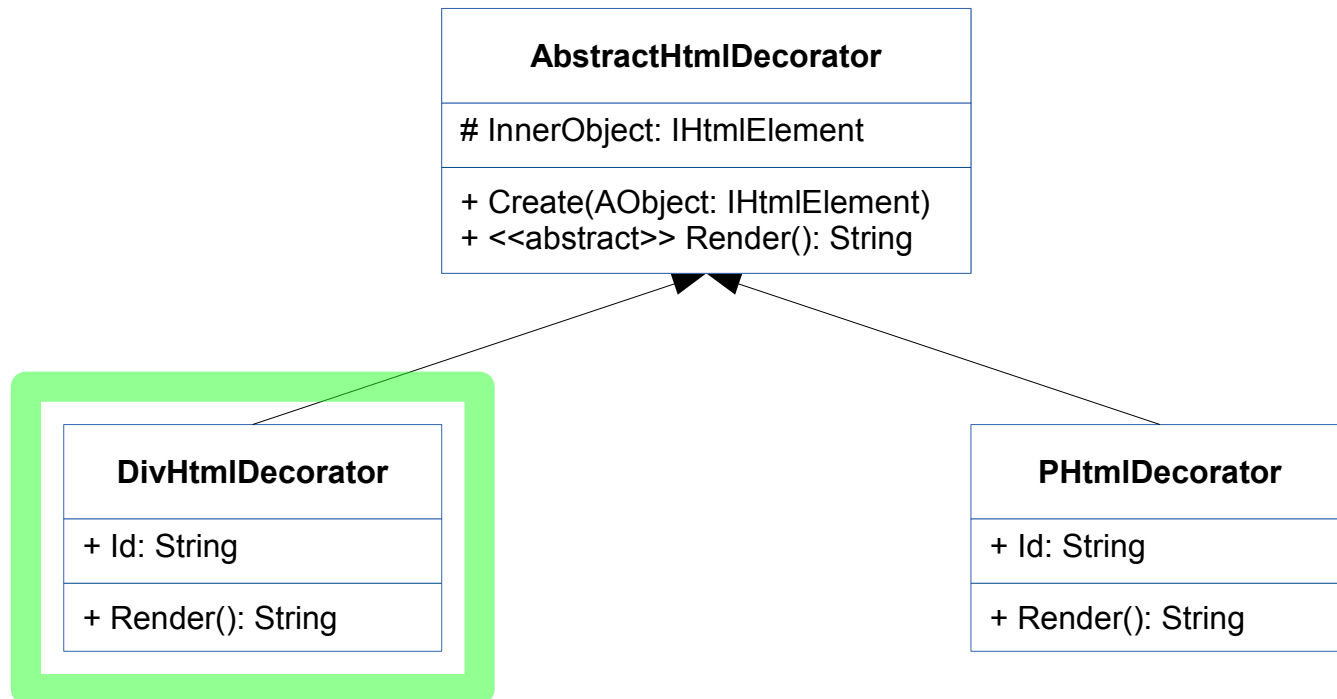 AbstractHtmlDecorator
# InnerObject: IHtmlElement
+ Create(AObject: IHtmlElement)
+ <<abstract>> Render(): String
DivHtmlDecorator
+ Id: String
+ Render(): String
PHtmlDecorator
+ Id: String
+ Render(): String